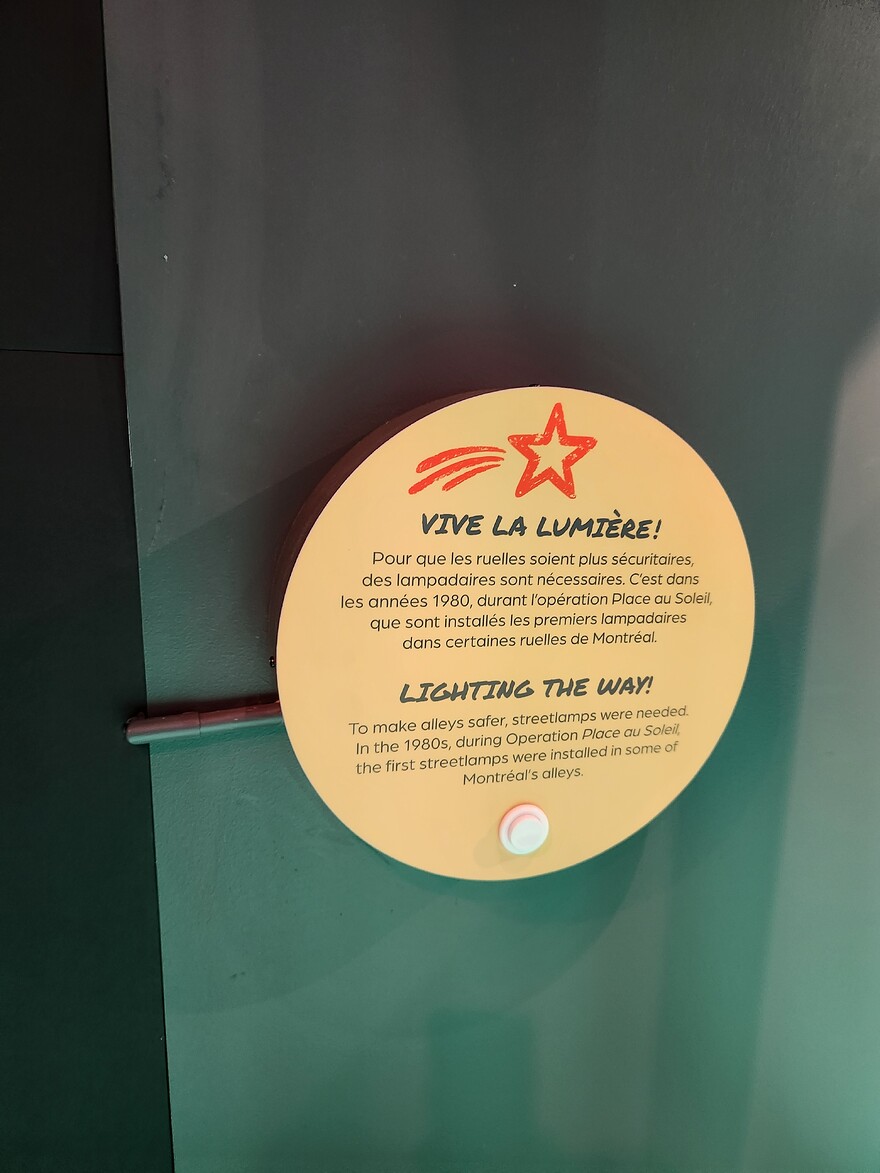 VIVE LA LUMIÈRE!
Pour que les ruelles soient plus sécuritaires,
des lampadaires sont nécessaires. C'est dans
les années 1980, durant l'opération Place au Soleil,
que sont installés les premiers lampadaires
dans certaines ruelles de Montréal.
LIGHTING THE WAY!
To make alleys safer, streetlamps were needed.
In the 1980s, during Operation Place au Soleil,
the first streetlamps were installed in some of
Montréal's alleys.